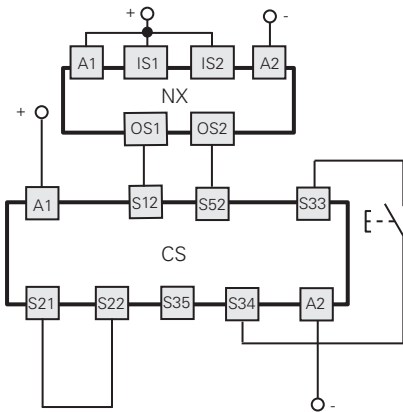 + -
A1 IS1 IS2 A2
NX
OS1 OS2
+
A1 S12 S52 S33
CS
S21 S22 S35 S34 A2
-